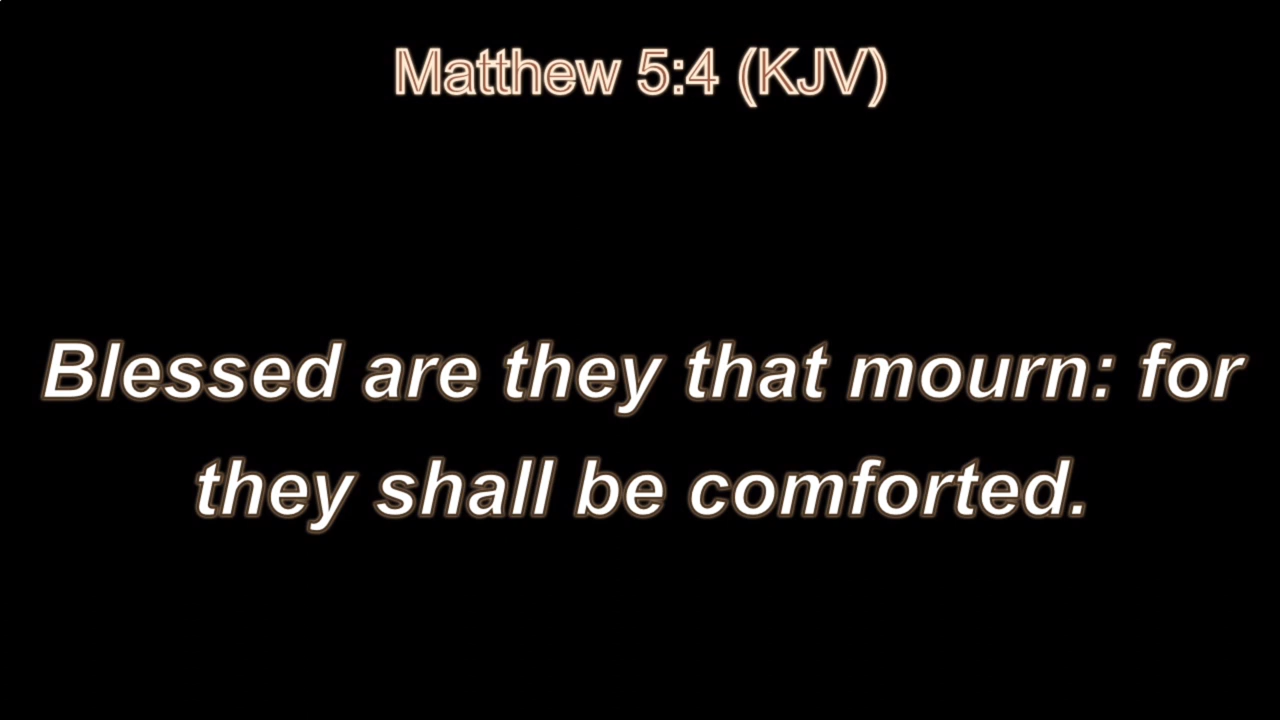 Matthew 5:4 (KJV)
Blessed are they that mourn: for
they shall be comforted.